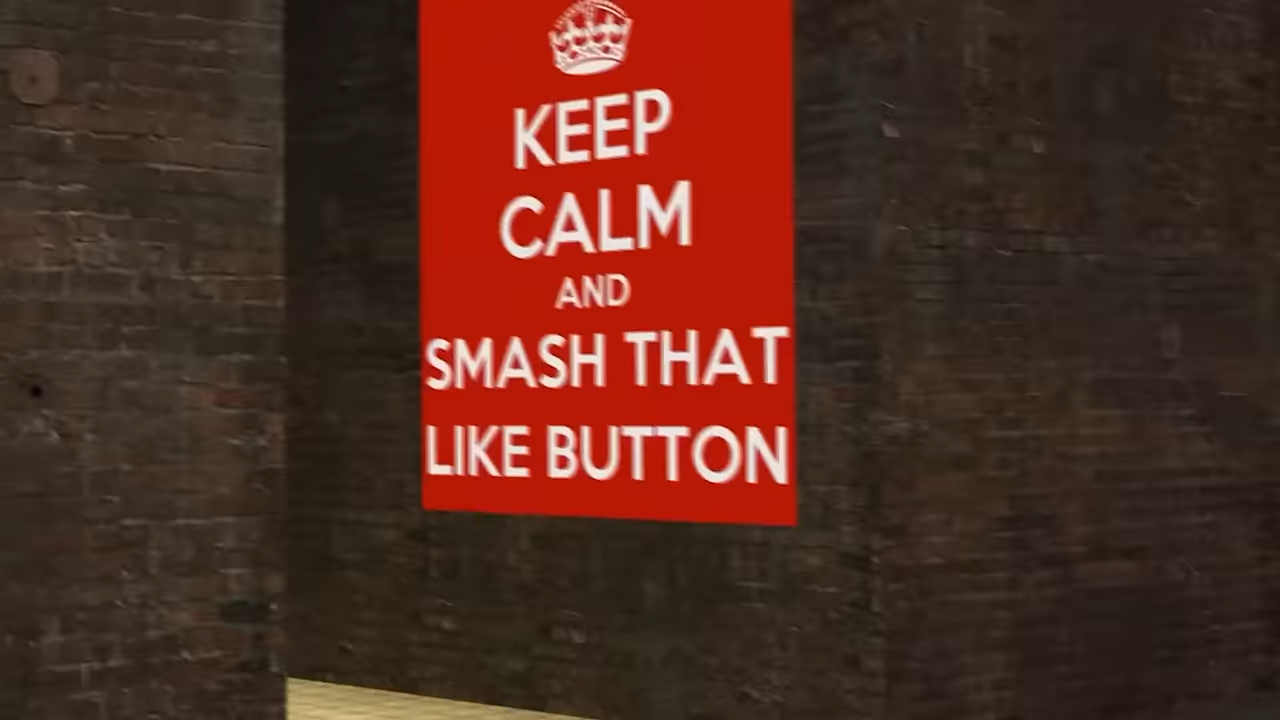 KEEP
CALM
AND
SMASH THAT
LIKE BUTTON